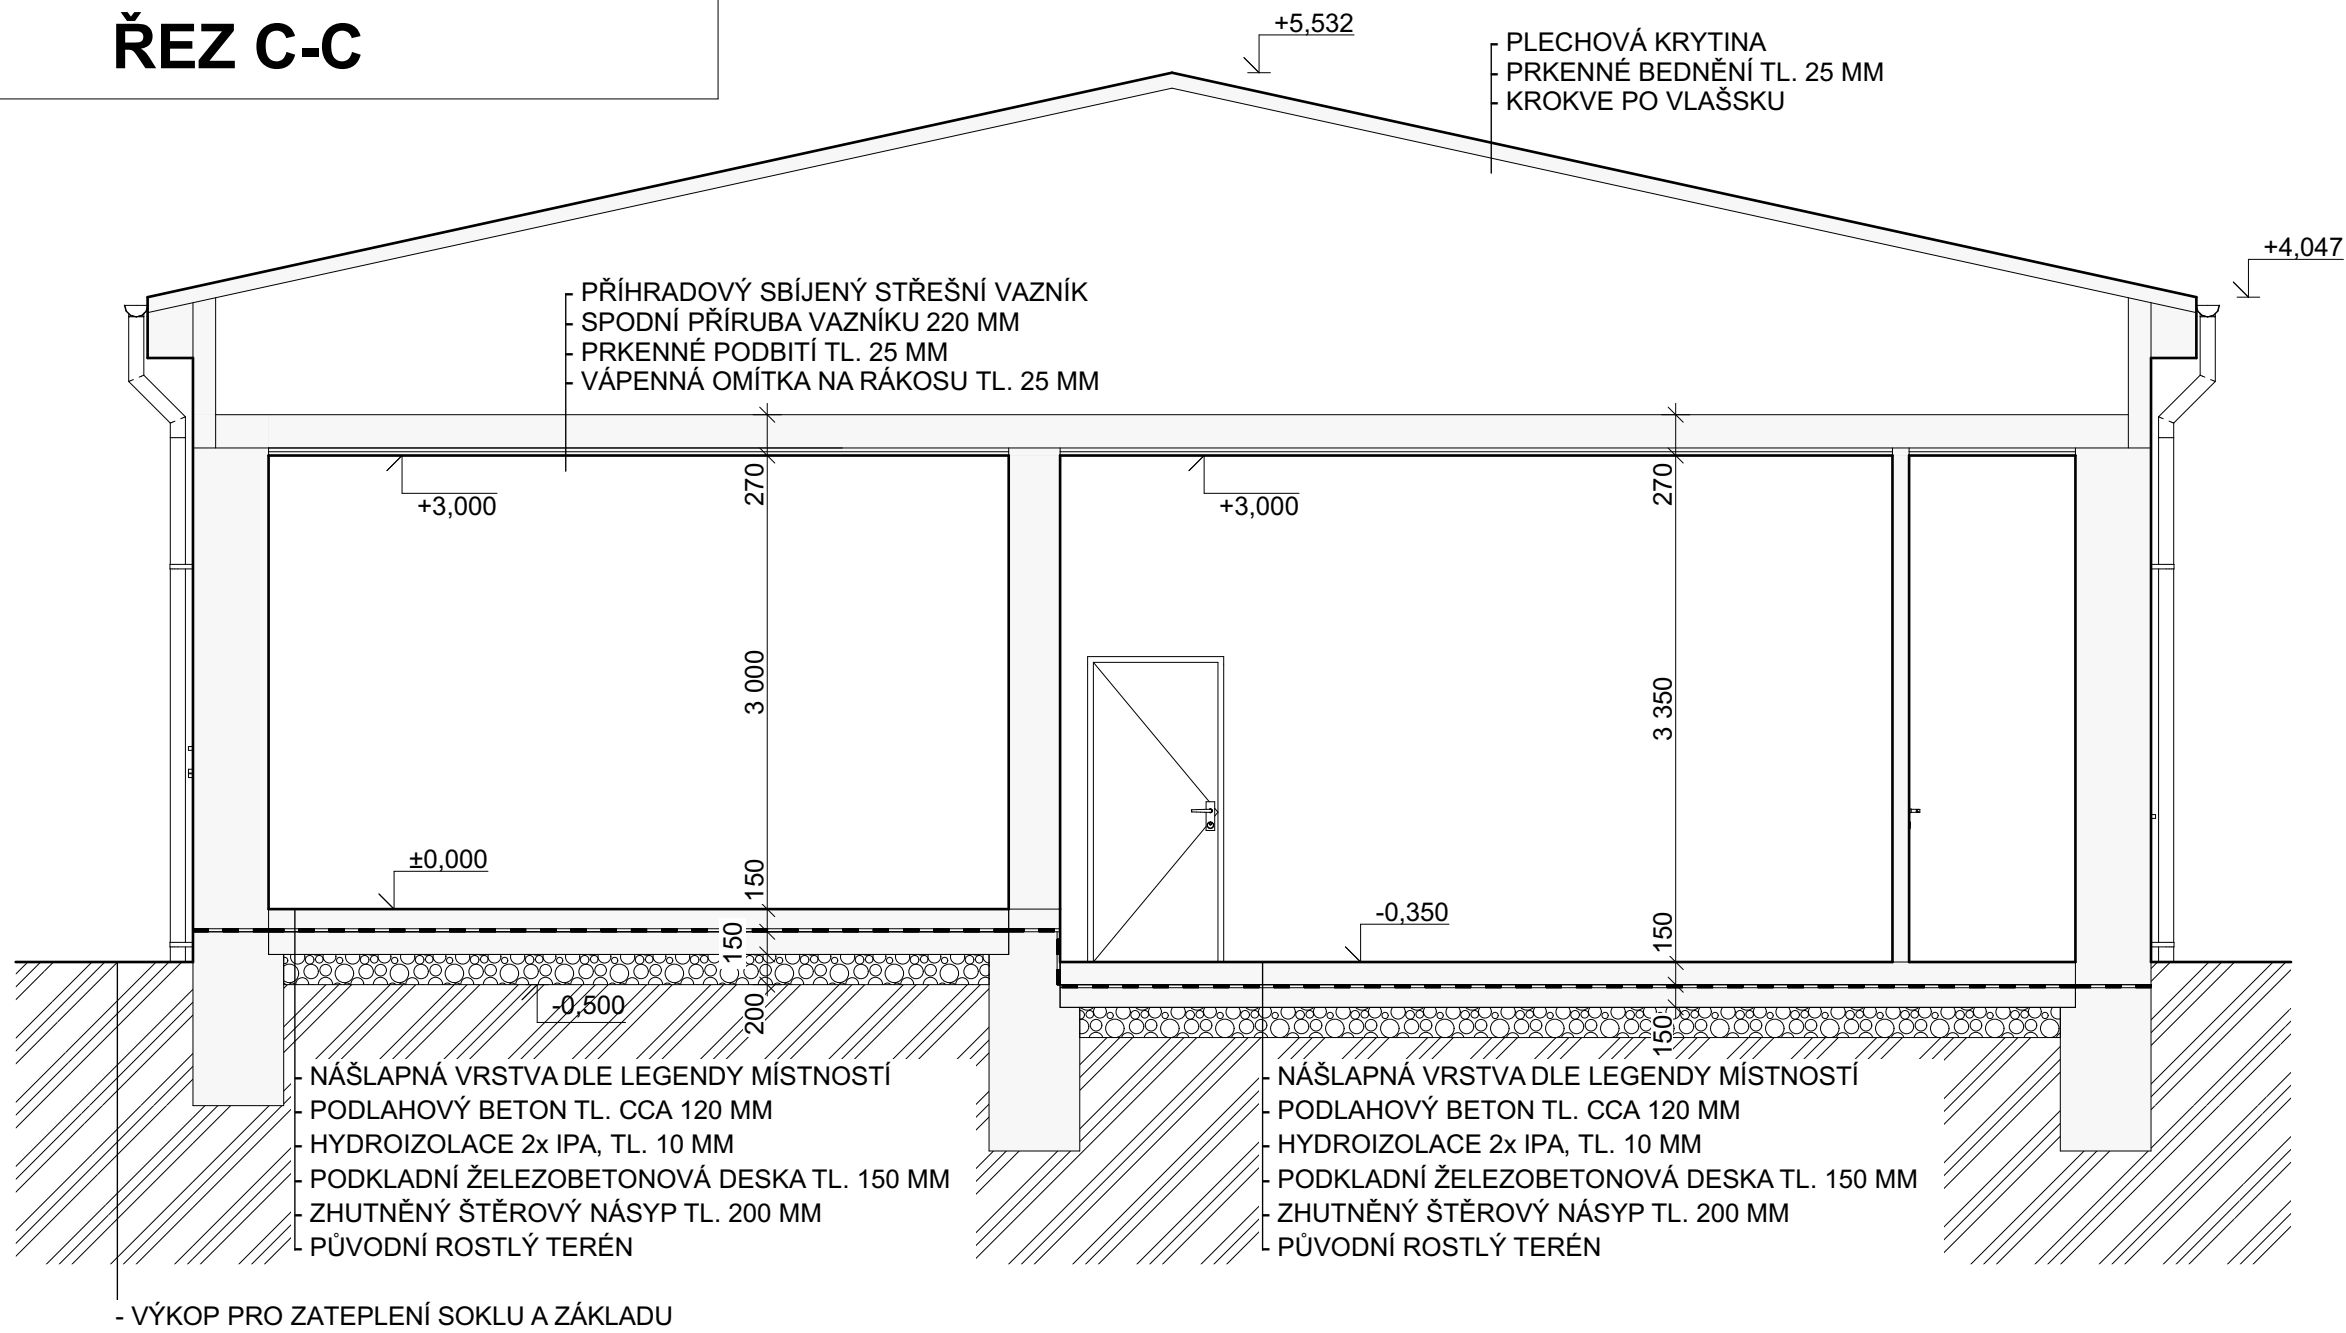 ŘEZ C-C
+5,532
- PLECHOVÁ KRYTINA
- PRKENNÉ BEDNĚNÍ TL. 25 MM
- KROKVE PO VLAŠSKU
+4,047
- PŘÍHRADOVÝ SBÍJENÝ STŘEŠNÍ VAZNÍK
- SPODNÍ PŘÍRUBA VAZNÍKU 220 MM
- PRKENNÉ PODBITÍ TL. 25 MM
- VÁPENNÁ OMÍTKA NA RÁKOSU TL. 25 MM
+3,000
270
+3,000
270
3 000
3 350
±0,000
150
-0,350
150
150
-0,500
200
150
- NÁŠLAPNÁ VRSTVA DLE LEGENDY MÍSTNOSTÍ
- PODLAHOVÝ BETON TL. CCA 120 MM
- HYDROIZOLACE 2x IPA, TL. 10 MM
- PODKLADNÍ ŽELEZOBETONOVÁ DESKA TL. 150 MM
- ZHUTNĚNÝ ŠTĚROVÝ NÁSYP TL. 200 MM
- PŮVODNÍ ROSTLÝ TERÉN
- NÁŠLAPNÁ VRSTVA DLE LEGENDY MÍSTNOSTÍ
- PODLAHOVÝ BETON TL. CCA 120 MM
- HYDROIZOLACE 2x IPA, TL. 10 MM
- PODKLADNÍ ŽELEZOBETONOVÁ DESKA TL. 150 MM
- ZHUTNĚNÝ ŠTĚROVÝ NÁSYP TL. 200 MM
- PŮVODNÍ ROSTLÝ TERÉN
- VÝKOP PRO ZATEPLENÍ SOKLU A ZÁKLADU